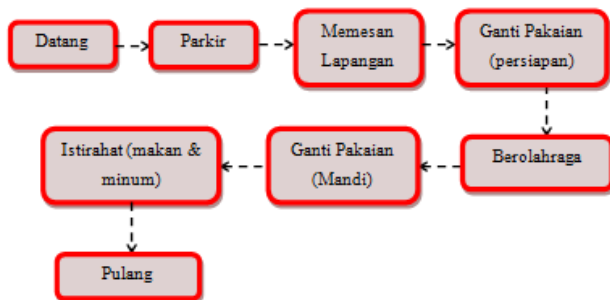 Datang
Parkir
Memesan
Lapangan
Ganti Pakaian
(persiapan)
Berolahraga
Ganti Pakaian
(Mandi)
Istirahat (makan &
minum)
Pulang